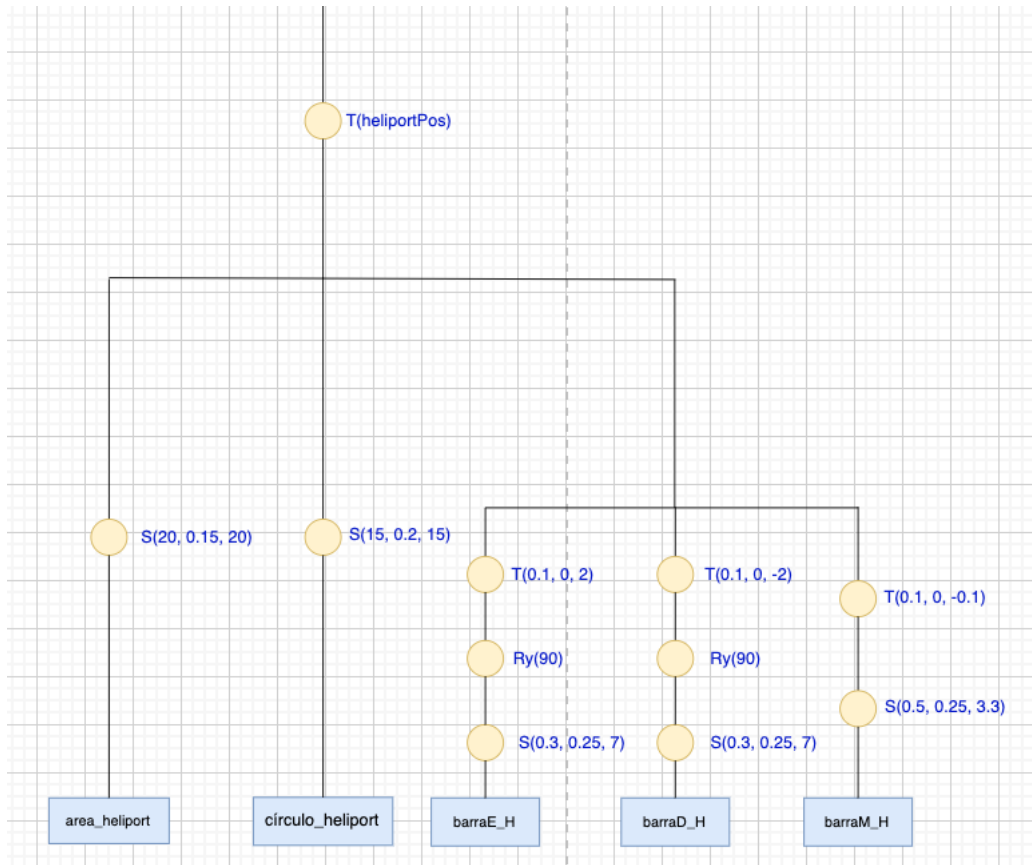 T(heliportPos)
S(20, 0.15, 20)
S(15, 0.2, 15)
T(0.1, 0, 2)
T(0.1, 0, -2)
T(0.1, 0, -0.1)
Ry(90)
Ry(90)
S(0.5, 0.25, 3.3)
S(0.3, 0.25, 7)
S(0.3, 0.25, 7)
area_heliport
círculo_heliport
barraE_H
barraD_H
barraM_H